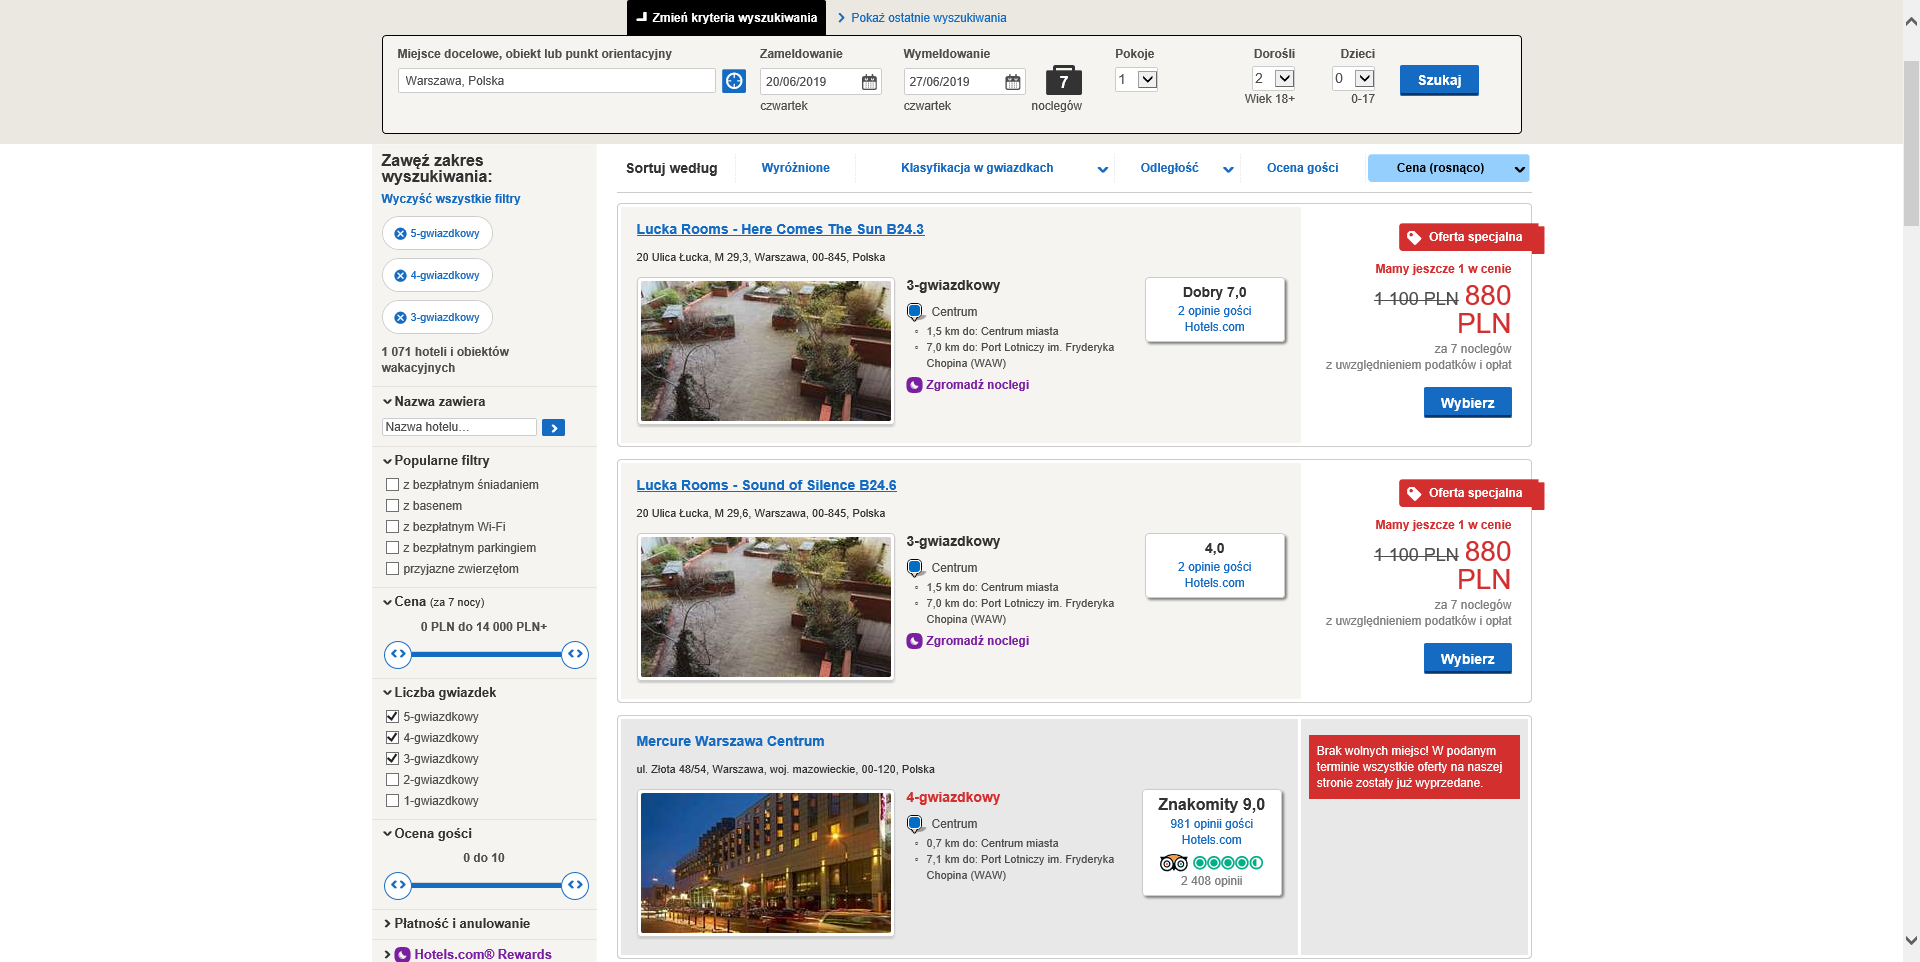 Zmień kryteria wyszukiwania
Pokaż ostatnie wyszukiwania
Miejsce docelowe, obiekt lub punkt orientacyjny
Zameldowanie
Wymeldowanie
Pokoje
Dorośli
Dzieci
Warszawa, Polska
20/06/2019
27/06/2019
7
1
2
0
Szukaj
czwartek
czwartek
noclegów
Wiek 18+
0-17
Zawęź zakres
wyszukiwania:
Wyczyść wszystkie filtry
5-gwiazdkowy
4-gwiazdkowy
3-gwiazdkowy
1 071 hoteli i obiektów
wakacyjnych
Nazwa zawiera
Nazwa hotelu...
Popularne filtry
z bezpłatnym śniadaniem
z basenem
z bezpłatnym Wi-Fi
z bezpłatnym parkingiem
przyjazne zwierzętom
Cena (za 7 nocy)
0 PLN do 14 000 PLN+
Liczba gwiazdek
5-gwiazdkowy
4-gwiazdkowy
3-gwiazdkowy
2-gwiazdkowy
1-gwiazdkowy
Ocena gości
0 do 10
Płatność i anulowanie
Hotels.com® Rewards
Sortuj według
Wyróżnione
Klasyfikacja w gwiazdkach
Odległość
Ocena gości
Cena (rosnąco)
Lucka Rooms - Here Comes The Sun B24.3
20 Ulica Łucka, M 29,3, Warszawa, 00-845, Polska
3-gwiazdkowy
Centrum
1,5 km do: Centrum miasta
7,0 km do: Port Lotniczy im. Fryderyka
Chopina (WAW)
Zgromadź noclegi
Dobry 7,0
2 opinie gości
Hotels.com
Oferta specjalna
Mamy jeszcze 1 w cenie
1 100 PLN 880
PLN
za 7 noclegów
z uwzględnieniem podatków i opłat
Wybierz
Lucka Rooms - Sound of Silence B24.6
20 Ulica Łucka, M 29,6, Warszawa, 00-845, Polska
3-gwiazdkowy
Centrum
1,5 km do: Centrum miasta
7,0 km do: Port Lotniczy im. Fryderyka
Chopina (WAW)
Zgromadź noclegi
4,0
2 opinie gości
Hotels.com
Oferta specjalna
Mamy jeszcze 1 w cenie
1 100 PLN 880
PLN
za 7 noclegów
z uwzględnieniem podatków i opłat
Wybierz
Mercure Warszawa Centrum
ul. Złota 48/54, Warszawa, woj. mazowieckie, 00-120, Polska
4-gwiazdkowy
Centrum
0,7 km do: Centrum miasta
7,1 km do: Port Lotniczy im. Fryderyka
Chopina (WAW)
Znakomity 9,0
981 opinii gości
Hotels.com
2 408 opinii
Brak wolnych miejsc! W podanym
terminie wszystkie oferty na naszej
stronie zostały już wyprzedane.